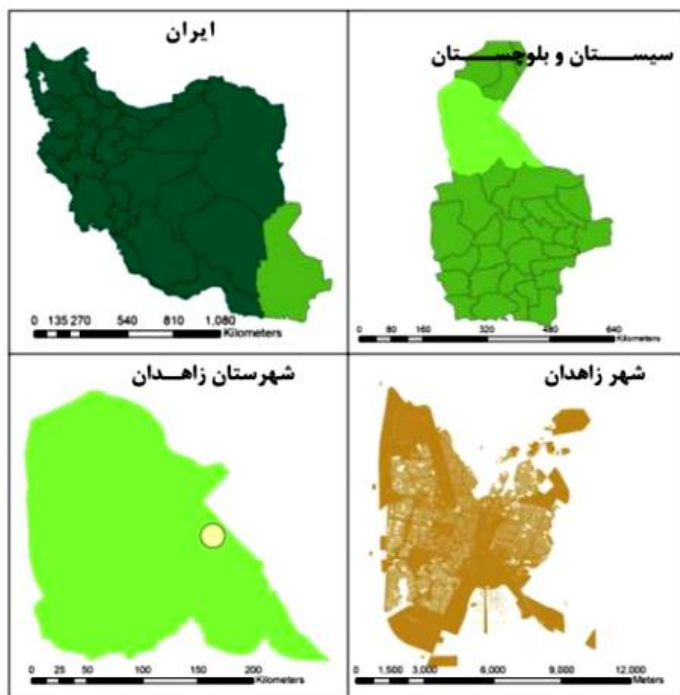 ایران
0 135 270 540 810 1,080
Kilometers
سیستان و بلوچستان
0 80 160 320 480 640
Kilometers
شهرستان زاهدان
0 25 50 100 150 200
Kilometers
شهر زاهدان
0 1,500 3,000 6,000 9,000 12,000
Meters